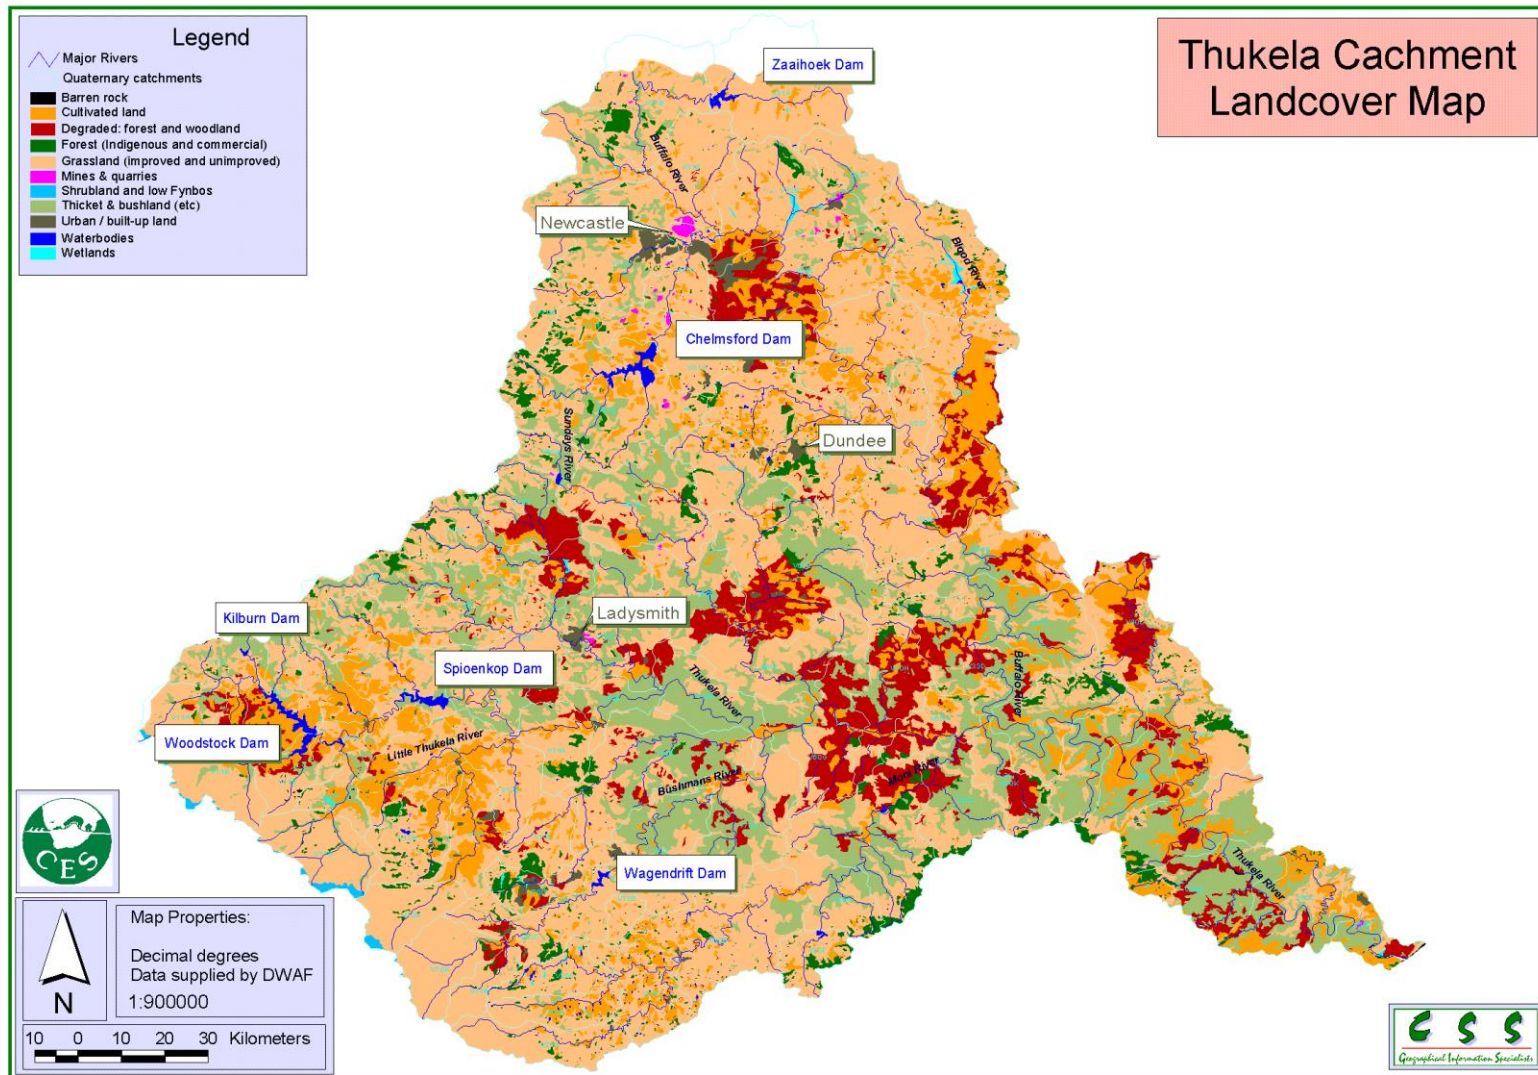 Legend
Major Rivers
Quaternary catchments
Barren rock
Cultivated land
Degraded: forest and woodland
Forest (Indigenous and commercial)
Grassland (improved and unimproved)
Mines & quarries
Shrubland and low Fynbos
Thicket & bushland (etc)
Urban / built-up land
Waterbodies
Wetlands
Thukela Cachment
Landcover Map
Zaaihoek Dam
Buffalo River
Newcastle
Blood River
Chelmsford Dam
Sundays River
Dundee
Ladysmith
Kilburn Dam
Spioenkop Dam
Thukela River
Buffalo River
Woodstock Dam
Little Thukela River
Bushmans River
Mooi River
Wagendrift Dam
Thukela River
CES
N
Map Properties:
Decimal degrees
Data supplied by DWAF
1:900000
10 0 10 20 30 Kilometers
CSS
Geographical Information Specialists